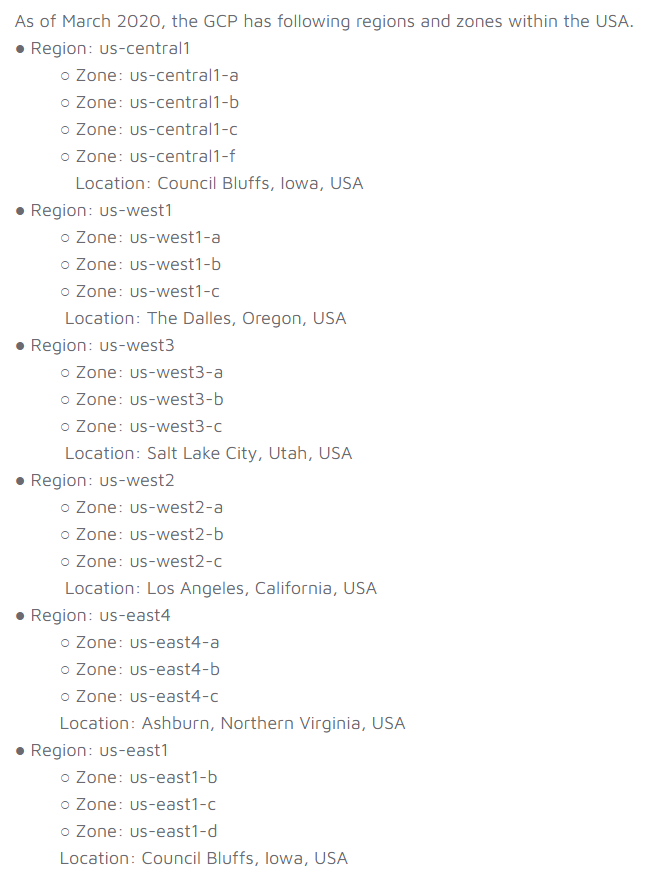 As of March 2020, the GCP has following regions and zones within the USA.
● Region: us-central1
○ Zone: us-central1-a
○ Zone: us-central1-b
○ Zone: us-central1-c
○ Zone: us-central1-f
Location: Council Bluffs, Iowa, USA
● Region: us-west1
○ Zone: us-west1-a
○ Zone: us-west1-b
○ Zone: us-west1-c
Location: The Dalles, Oregon, USA
● Region: us-west3
○ Zone: us-west3-a
○ Zone: us-west3-b
○ Zone: us-west3-c
Location: Salt Lake City, Utah, USA
● Region: us-west2
○ Zone: us-west2-a
○ Zone: us-west2-b
○ Zone: us-west2-c
Location: Los Angeles, California, USA
● Region: us-east4
○ Zone: us-east4-a
○ Zone: us-east4-b
○ Zone: us-east4-c
Location: Ashburn, Northern Virginia, USA
● Region: us-east1
○ Zone: us-east1-b
○ Zone: us-east1-c
○ Zone: us-east1-d
Location: Council Bluffs, Iowa, USA